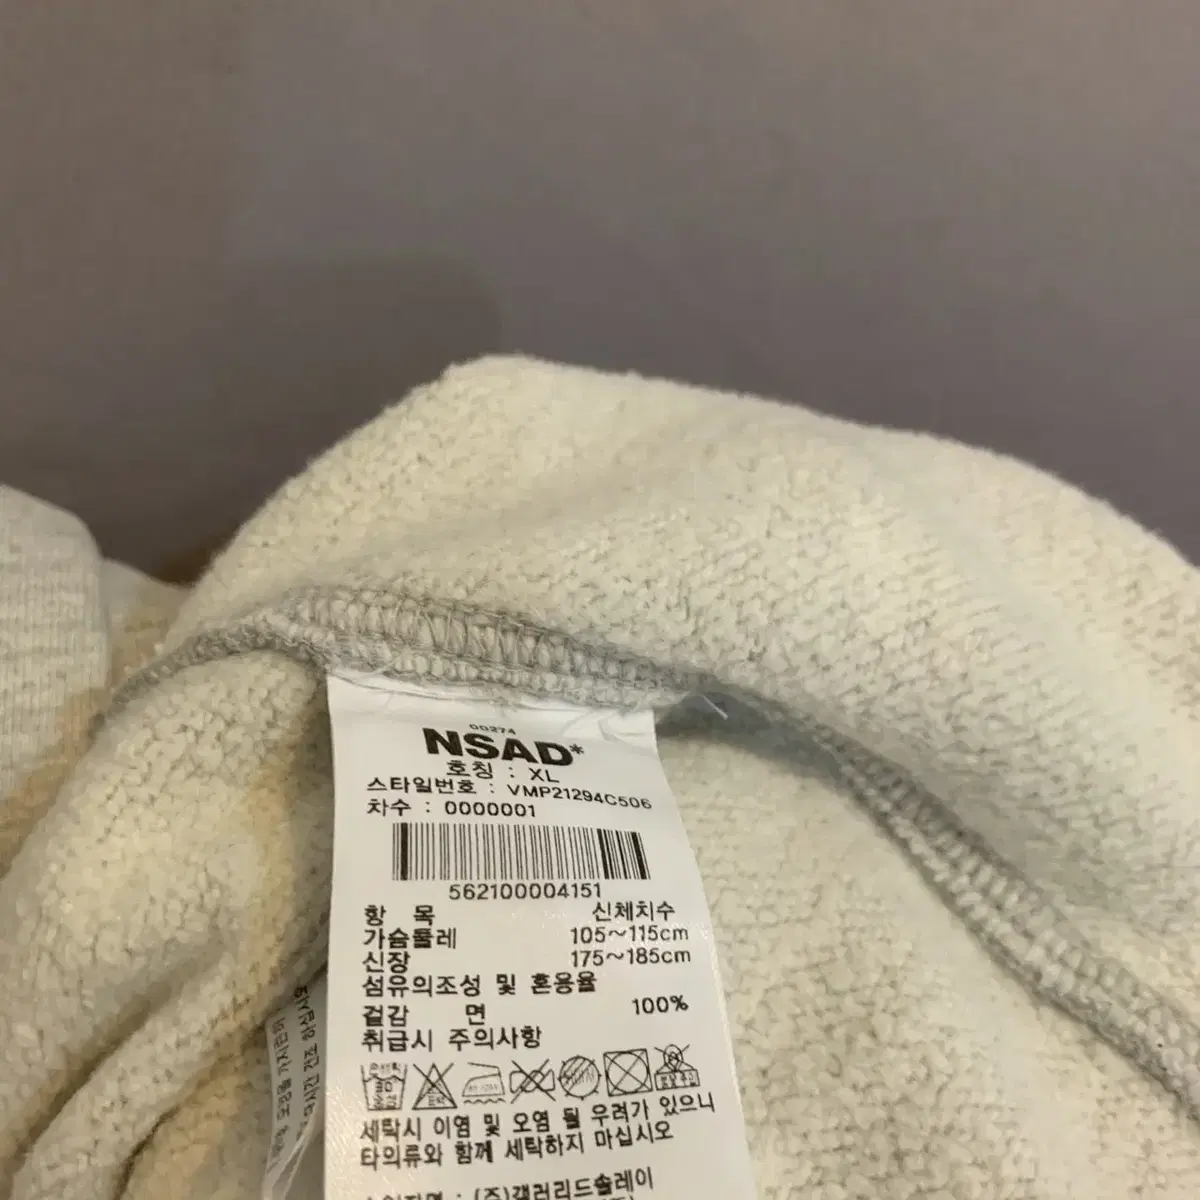 00274
NSAD*
호칭 : XL
스타일번호 : VMP21294C506
차수 : 0000001
562100004151
항 목 신체치수
가슴둘레 105~115cm
신장 175~185cm
섬유의조성 및 혼용율
겉감 면 100%
취급시 주의사항
세탁시 이염 및 오염 될 우려가 있으니
타의류와 함께 세탁하지 마십시오
(주)갤러리드솔레이